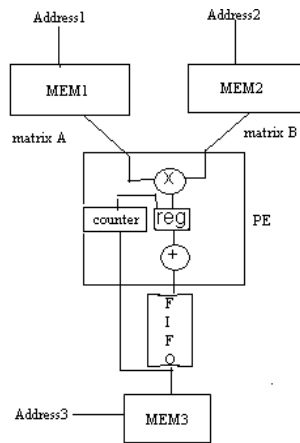 Address1
Address2
MEM1
MEM2
matrix A
matrix B
X
counter
reg
PE
+
F
I
F
O
Address3
MEM3